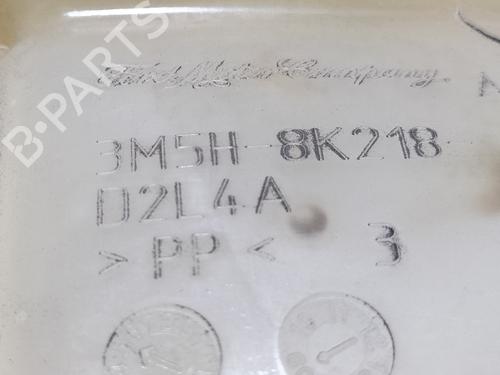 B-PARTS
Ford Motor Company.
3M5H 8K218
D2L4A
> PP < 3